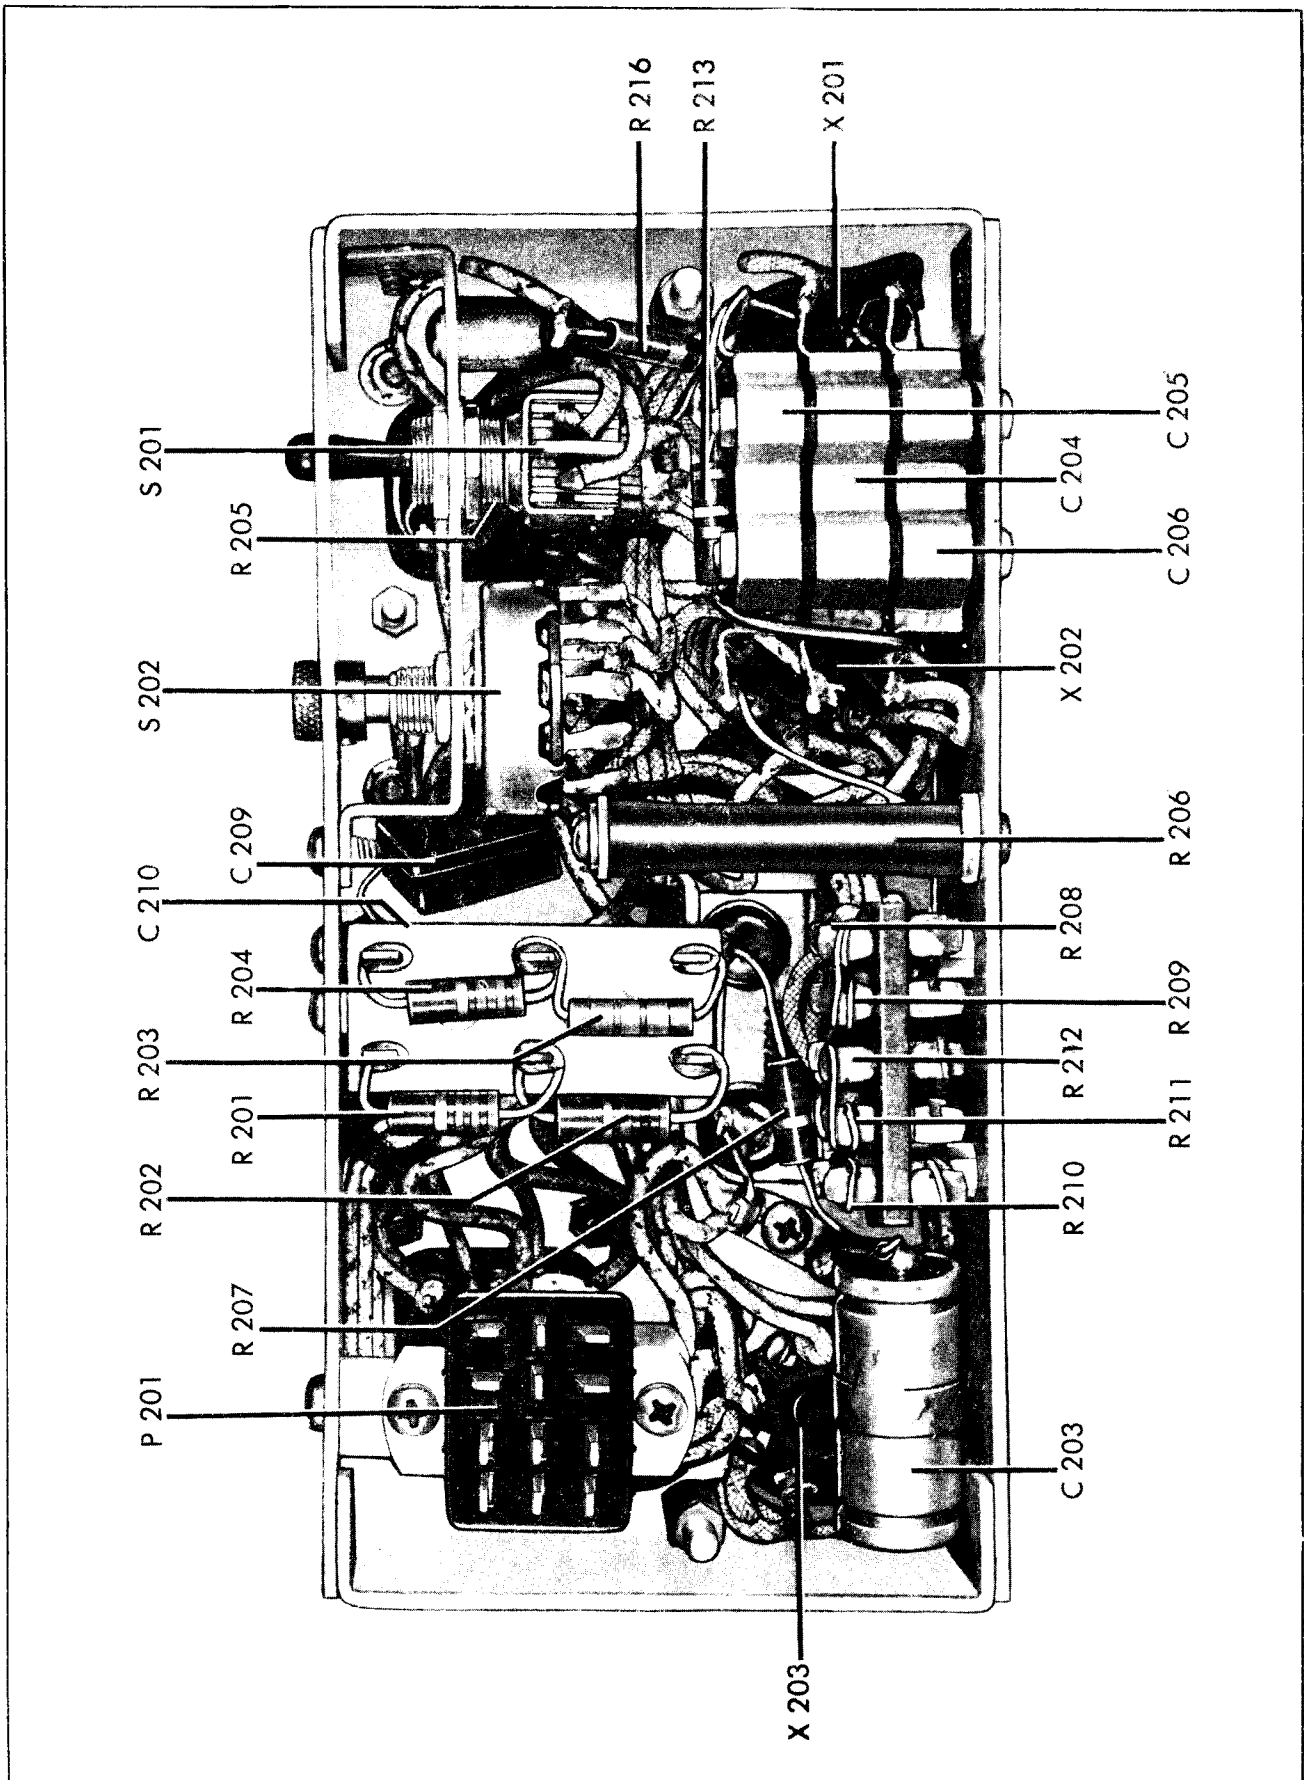 P 201
R 207
R 202
R 201
R 203
R 204
C 210
C 209
S 202
R 205
S 201
R 216
R 213
X 201
X 203
C 203
R 210
R 211
R 212
R 209
R 208
R 206
X 202
C 206
C 204
C 205